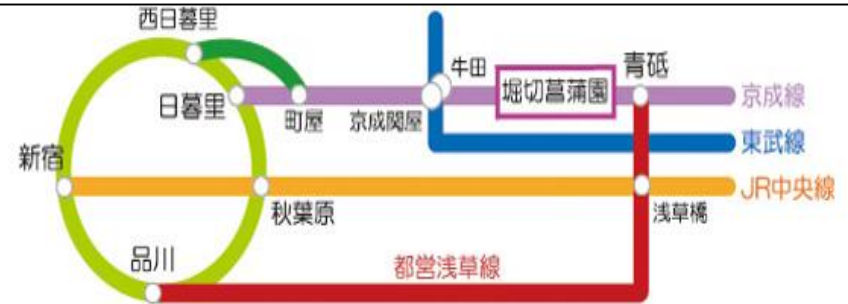 西日暮里
牛田
堀切菖蒲園
青砥
日暮里
町屋
京成関屋
京成線
東武線
新宿
秋葉原
浅草橋
JR中央線
品川
都営浅草線